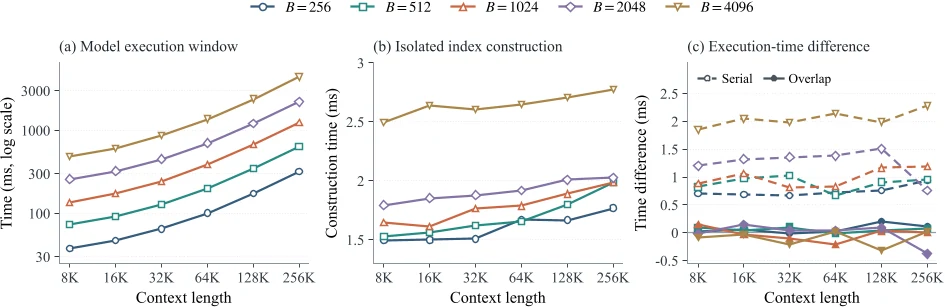 B = 256 B = 512 B = 1024 B = 2048 B = 4096
(a) Model execution window
Time (ms, log scale)
3000
1000
300
100
30
8K 16K 32K 64K 128K 256K
Context length
(b) Isolated index construction
Construction time (ms)
3
2.5
2
1.5
8K 16K 32K 64K 128K 256K
Context length
(c) Execution-time difference
Serial Overlap
Time difference (ms)
2.5
2
1.5
1
0.5
0
-0.5
8K 16K 32K 64K 128K 256K
Context length